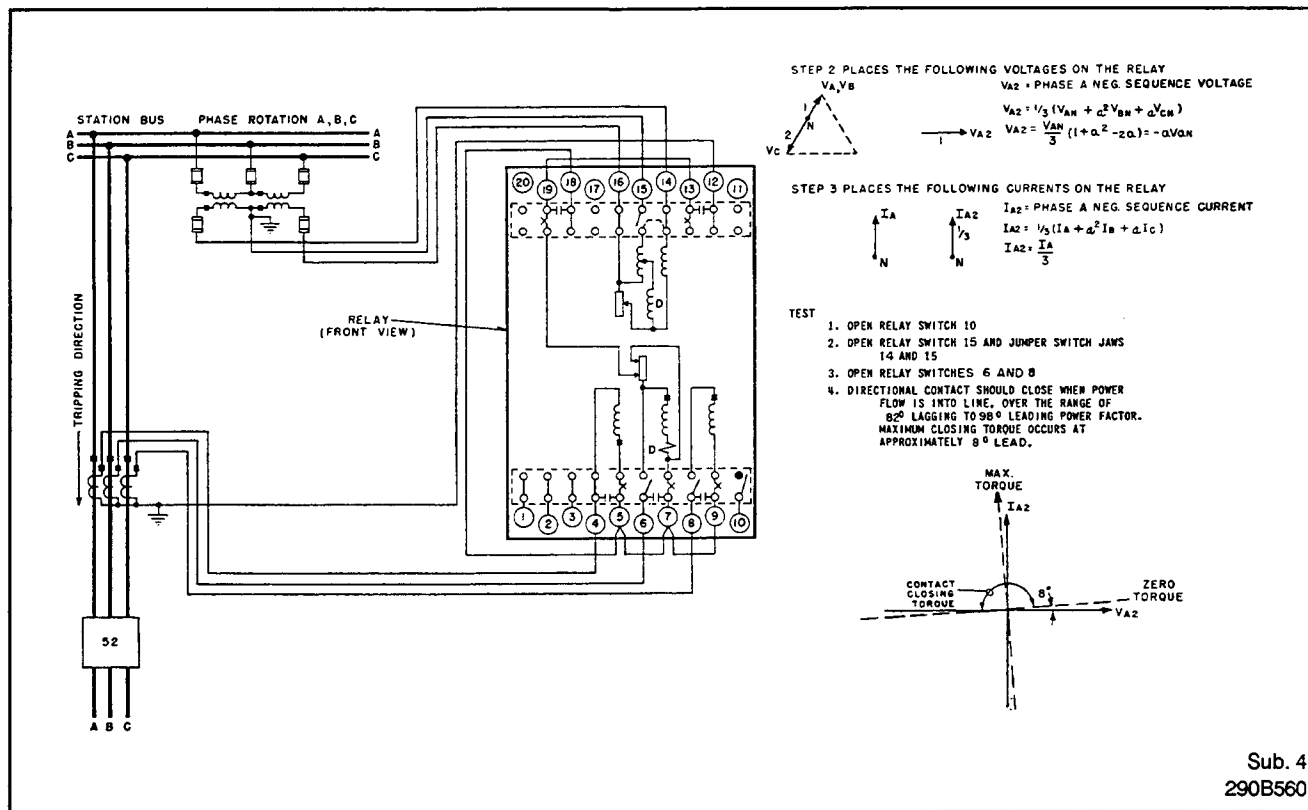 STATION BUS
PHASE ROTATION A, B, C
A
B
C
A
B
C
TRIPPING DIRECTION
RELAY
(FRONT VIEW)
20
19
18
17
16
15
14
13
12
11
D
D
1
2
3
4
5
6
7
8
9
10
52
A B C
STEP 2 PLACES THE FOLLOWING VOLTAGES ON THE RELAY
VA,VB
1
N
2
VC
1
VA2
VA2 = PHASE A NEG. SEQUENCE VOLTAGE
VA2 = 1/3 (VAN + a² VBN + aVCN)
VA2 = VAN/3 (1+a²-2a) = -aVaN
STEP 3 PLACES THE FOLLOWING CURRENTS ON THE RELAY
IA
N
IA2
1/3
N
IA2 = PHASE A NEG. SEQUENCE CURRENT
IA2 = 1/3 (IA + a² IB + a IC)
IA2 = IA/3
TEST
1. OPEN RELAY SWITCH 10
2. OPEN RELAY SWITCH 15 AND JUMPER SWITCH JAWS
14 AND 15
3. OPEN RELAY SWITCHES 6 AND 8
4. DIRECTIONAL CONTACT SHOULD CLOSE WHEN POWER
FLOW IS INTO LINE, OVER THE RANGE OF
82° LAGGING TO 98° LEADING POWER FACTOR.
MAXIMUM CLOSING TORQUE OCCURS AT
APPROXIMATELY 8° LEAD.
MAX.
TORQUE
IA2
CONTACT
CLOSING
TORQUE
8°
ZERO
TORQUE
VA2
Sub. 4
290B560